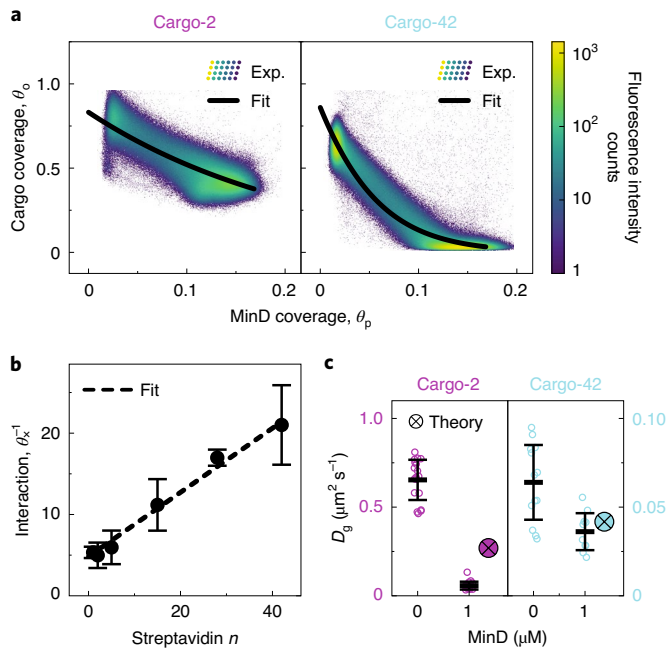 a
Cargo-2
Cargo-42
Exp.
Fit
Exp.
Fit
1.0
0.5
0
Cargo coverage, θo
0
0.1
0.2
0
0.1
0.2
MinD coverage, θp
10³
10²
10
1
Fluorescence intensity
counts
b
Fit
20
10
0
Interaction, θx⁻¹
0
20
40
Streptavidin n
c
Cargo-2
Cargo-42
Theory
1.0
0.5
0
Dg (μm² s⁻¹)
0.10
0.05
0
0
1
0
1
MinD (μM)